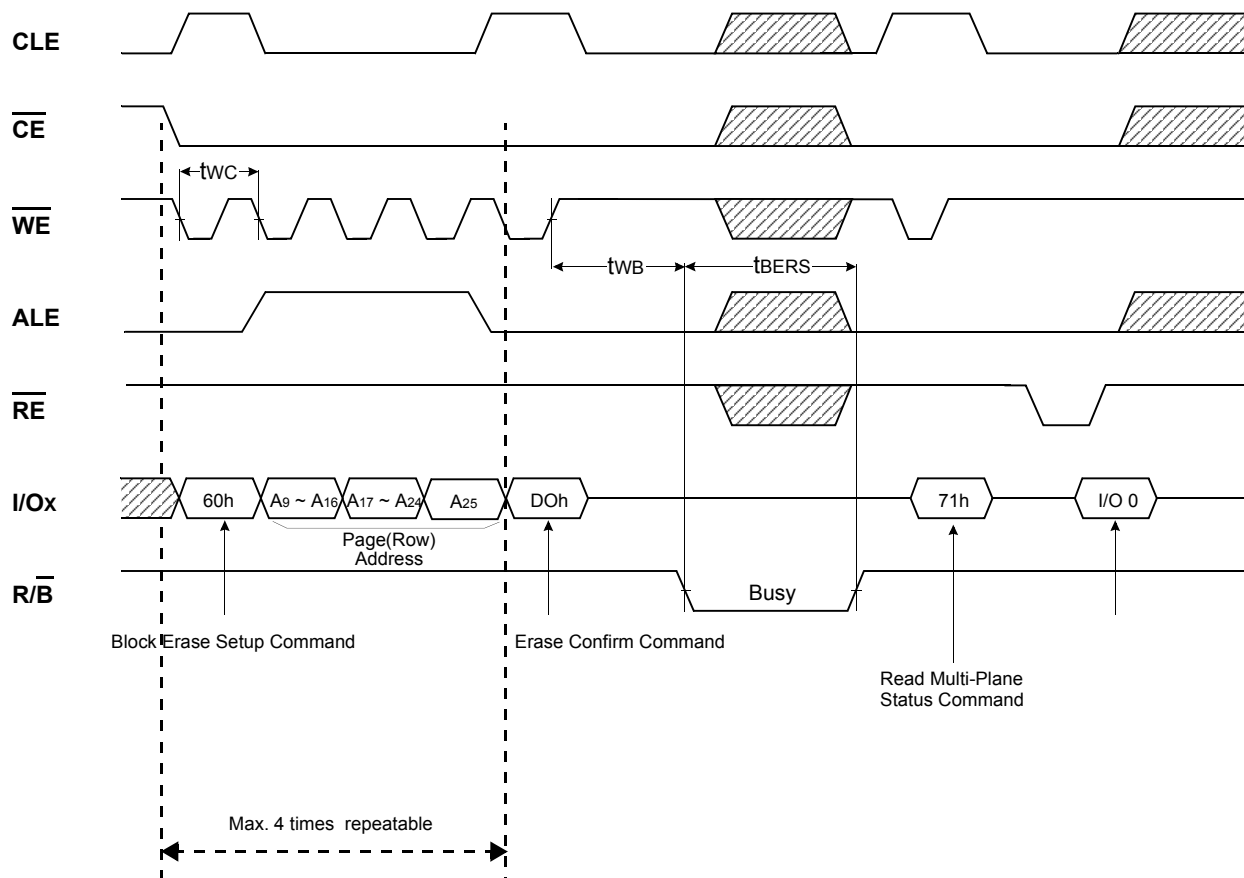 CLE
CE
tWC
WE
tWB
tBERS
ALE
RE
I/Ox
60h
A9 ~ A16
A17 ~ A24
A25
DOh
71h
I/O 0
Page(Row)
Address
R/B
Busy
Block Erase Setup Command
Erase Confirm Command
Read Multi-Plane
Status Command
Max. 4 times repeatable